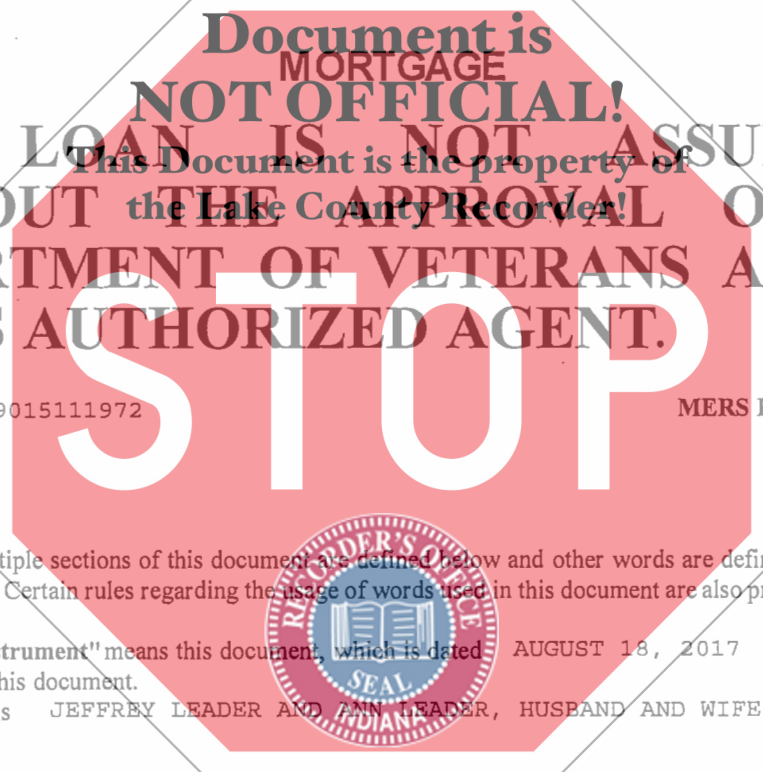 Document is
MORTGAGE
NOT OFFICIAL!
LOAN IS NOT ASSU
This Document is the property of
OUT THE APPROVAL O
the Lake County Recorder!
RTMENT OF VETERANS A
S AUTHORIZED AGENT.
STOP
9015111972 MERS
tiple sections of this document are defined below and other words are defin
Certain rules regarding the usage of words used in this document are also pr
trument" means this document, which is dated AUGUST 18, 2017
his document.
s JEFFREY LEADER AND ANN LEADER, HUSBAND AND WIFE
RECORDER'S OFFICE
SEAL
INDIANA